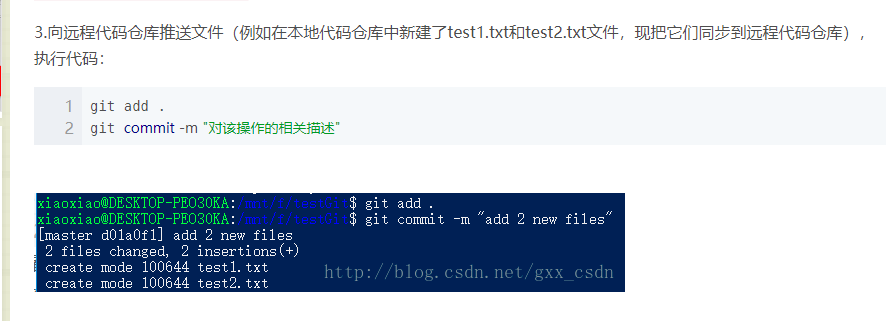 3.向远程代码仓库推送文件（例如在本地代码仓库中新建了test1.txt和test2.txt文件，现把它们同步到远程代码仓库），
执行代码：
1 git add .
2 git commit -m "对该操作的相关描述"
xiaoxiao@DESKTOP-PEO3OKA:/mnt/f/testGit$ git add .
xiaoxiao@DESKTOP-PEO3OKA:/mnt/f/testGit$ git commit -m "add 2 new files"
[master d01a0f1] add 2 new files
2 files changed, 2 insertions(+)
create mode 100644 test1.txt
create mode 100644 test2.txt
http://blog.csdn.net/gxx_csdn